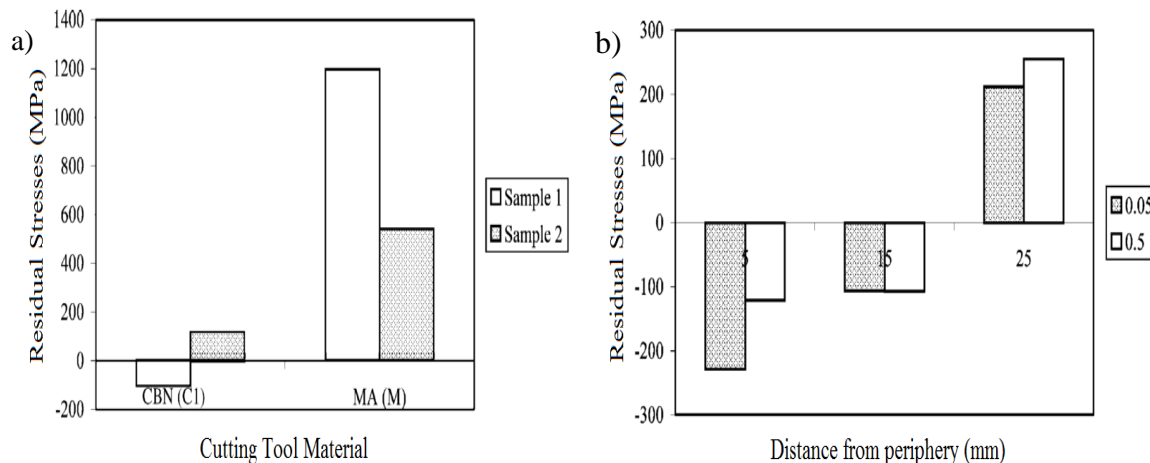 a)
Residual Stresses (MPa)
1400
1200
1000
800
600
400
200
0
-200
CBN (C1)
MA (M)
Cutting Tool Material
Sample 1
Sample 2
b)
Residual Stresses (MPa)
300
200
100
0
-100
-200
-300
5
15
25
Distance from periphery (mm)
0.05
0.5